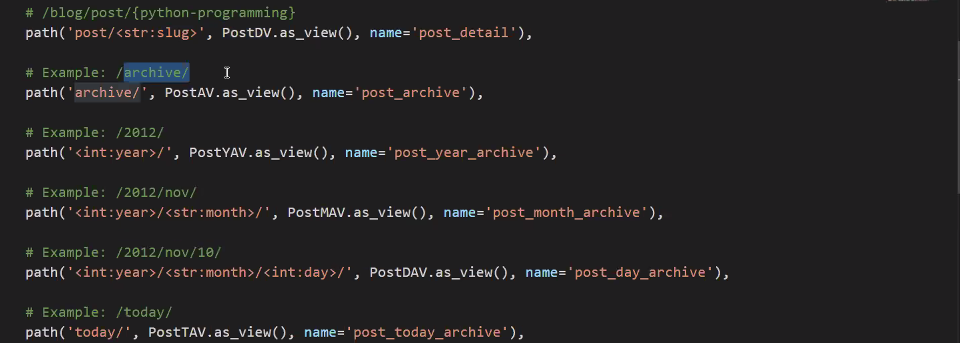 # /blog/post/{python-programming}
path('post/<str:slug>', PostDV.as_view(), name='post_detail'),
# Example: /archive/
path('archive/', PostAV.as_view(), name='post_archive'),
# Example: /2012/
path('<int:year>/', PostYAV.as_view(), name='post_year_archive'),
# Example: /2012/nov/
path('<int:year>/<str:month>/', PostMAV.as_view(), name='post_month_archive'),
# Example: /2012/nov/10/
path('<int:year>/<str:month>/<int:day>/', PostDAV.as_view(), name='post_day_archive'),
# Example: /today/
path('today/', PostTAV.as_view(), name='post_today_archive'),